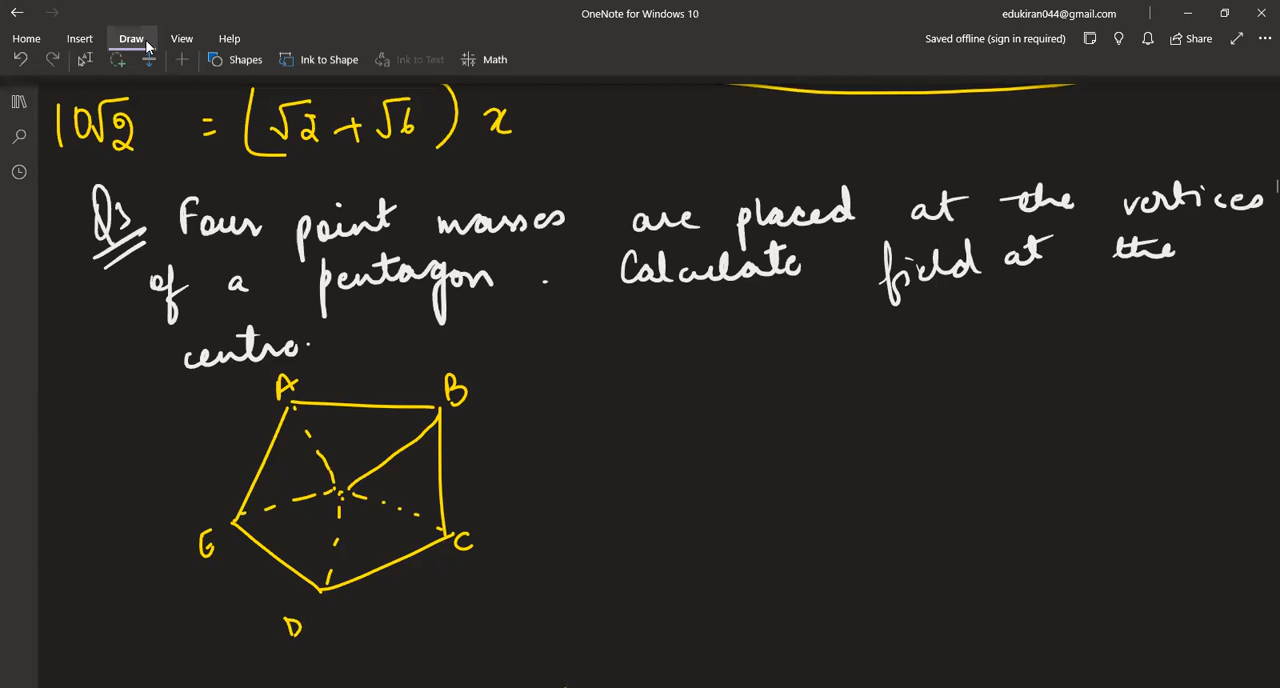 OneNote for Windows 10
edukiran044@gmail.com
Home Insert Draw View Help
Saved offline (sign in required)
Share
Shapes
Ink to Shape
Ink to Text
Math
10√2 = (√2 + √6) x
Q3 Four point masses are placed at the vertices
of a pentagon. Calculate field at the
centre.
A
B
E
C
D